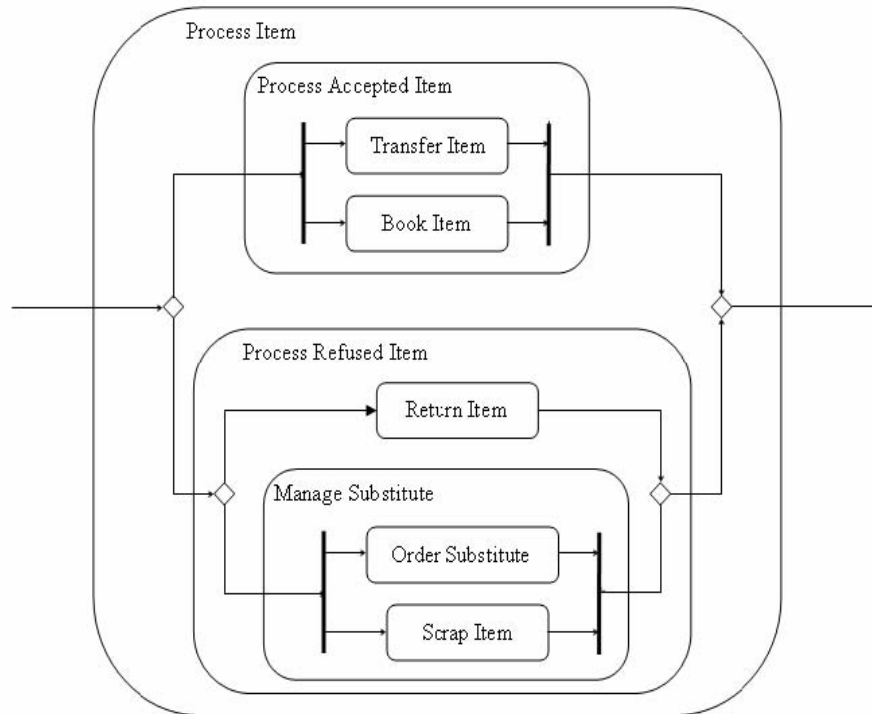 Process Item
Process Accepted Item
Transfer Item
Book Item
Process Refused Item
Return Item
Manage Substitute
Order Substitute
Scrap Item